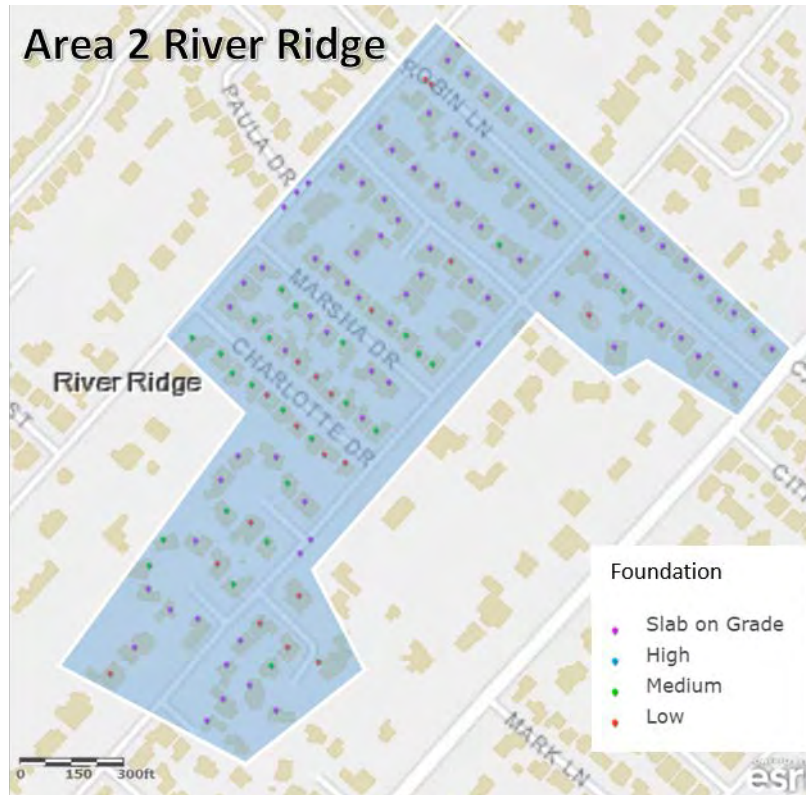 Area 2 River Ridge
ROBIN LN
PAULA DR
MARSHA DR
CHARLOTTE DR
River Ridge
ST
Foundation
Slab on Grade
High
Medium
Low
MARK LN
0 150 300ft
esri